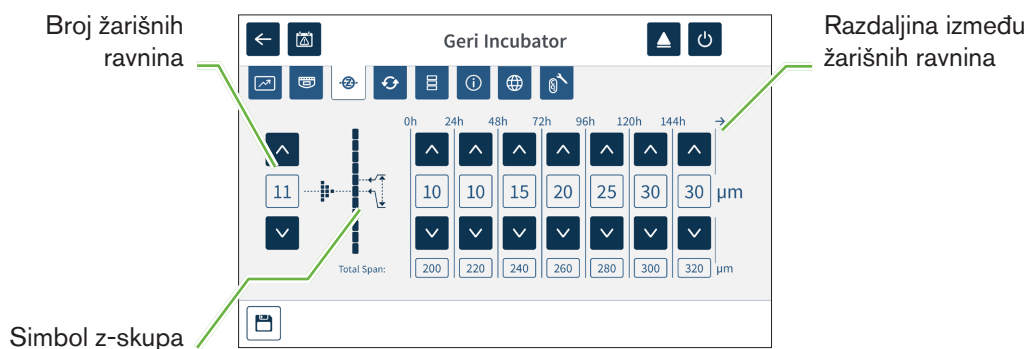 Broj žarišnih
ravnina
Geri Incubator
Razdaljina između
žarišnih ravnina
0h 24h 48h 72h 96h 120h 144h →
11 10 10 15 20 25 30 30 µm
Total Span: 200 220 240 260 280 300 320 µm
Simbol z-skupa